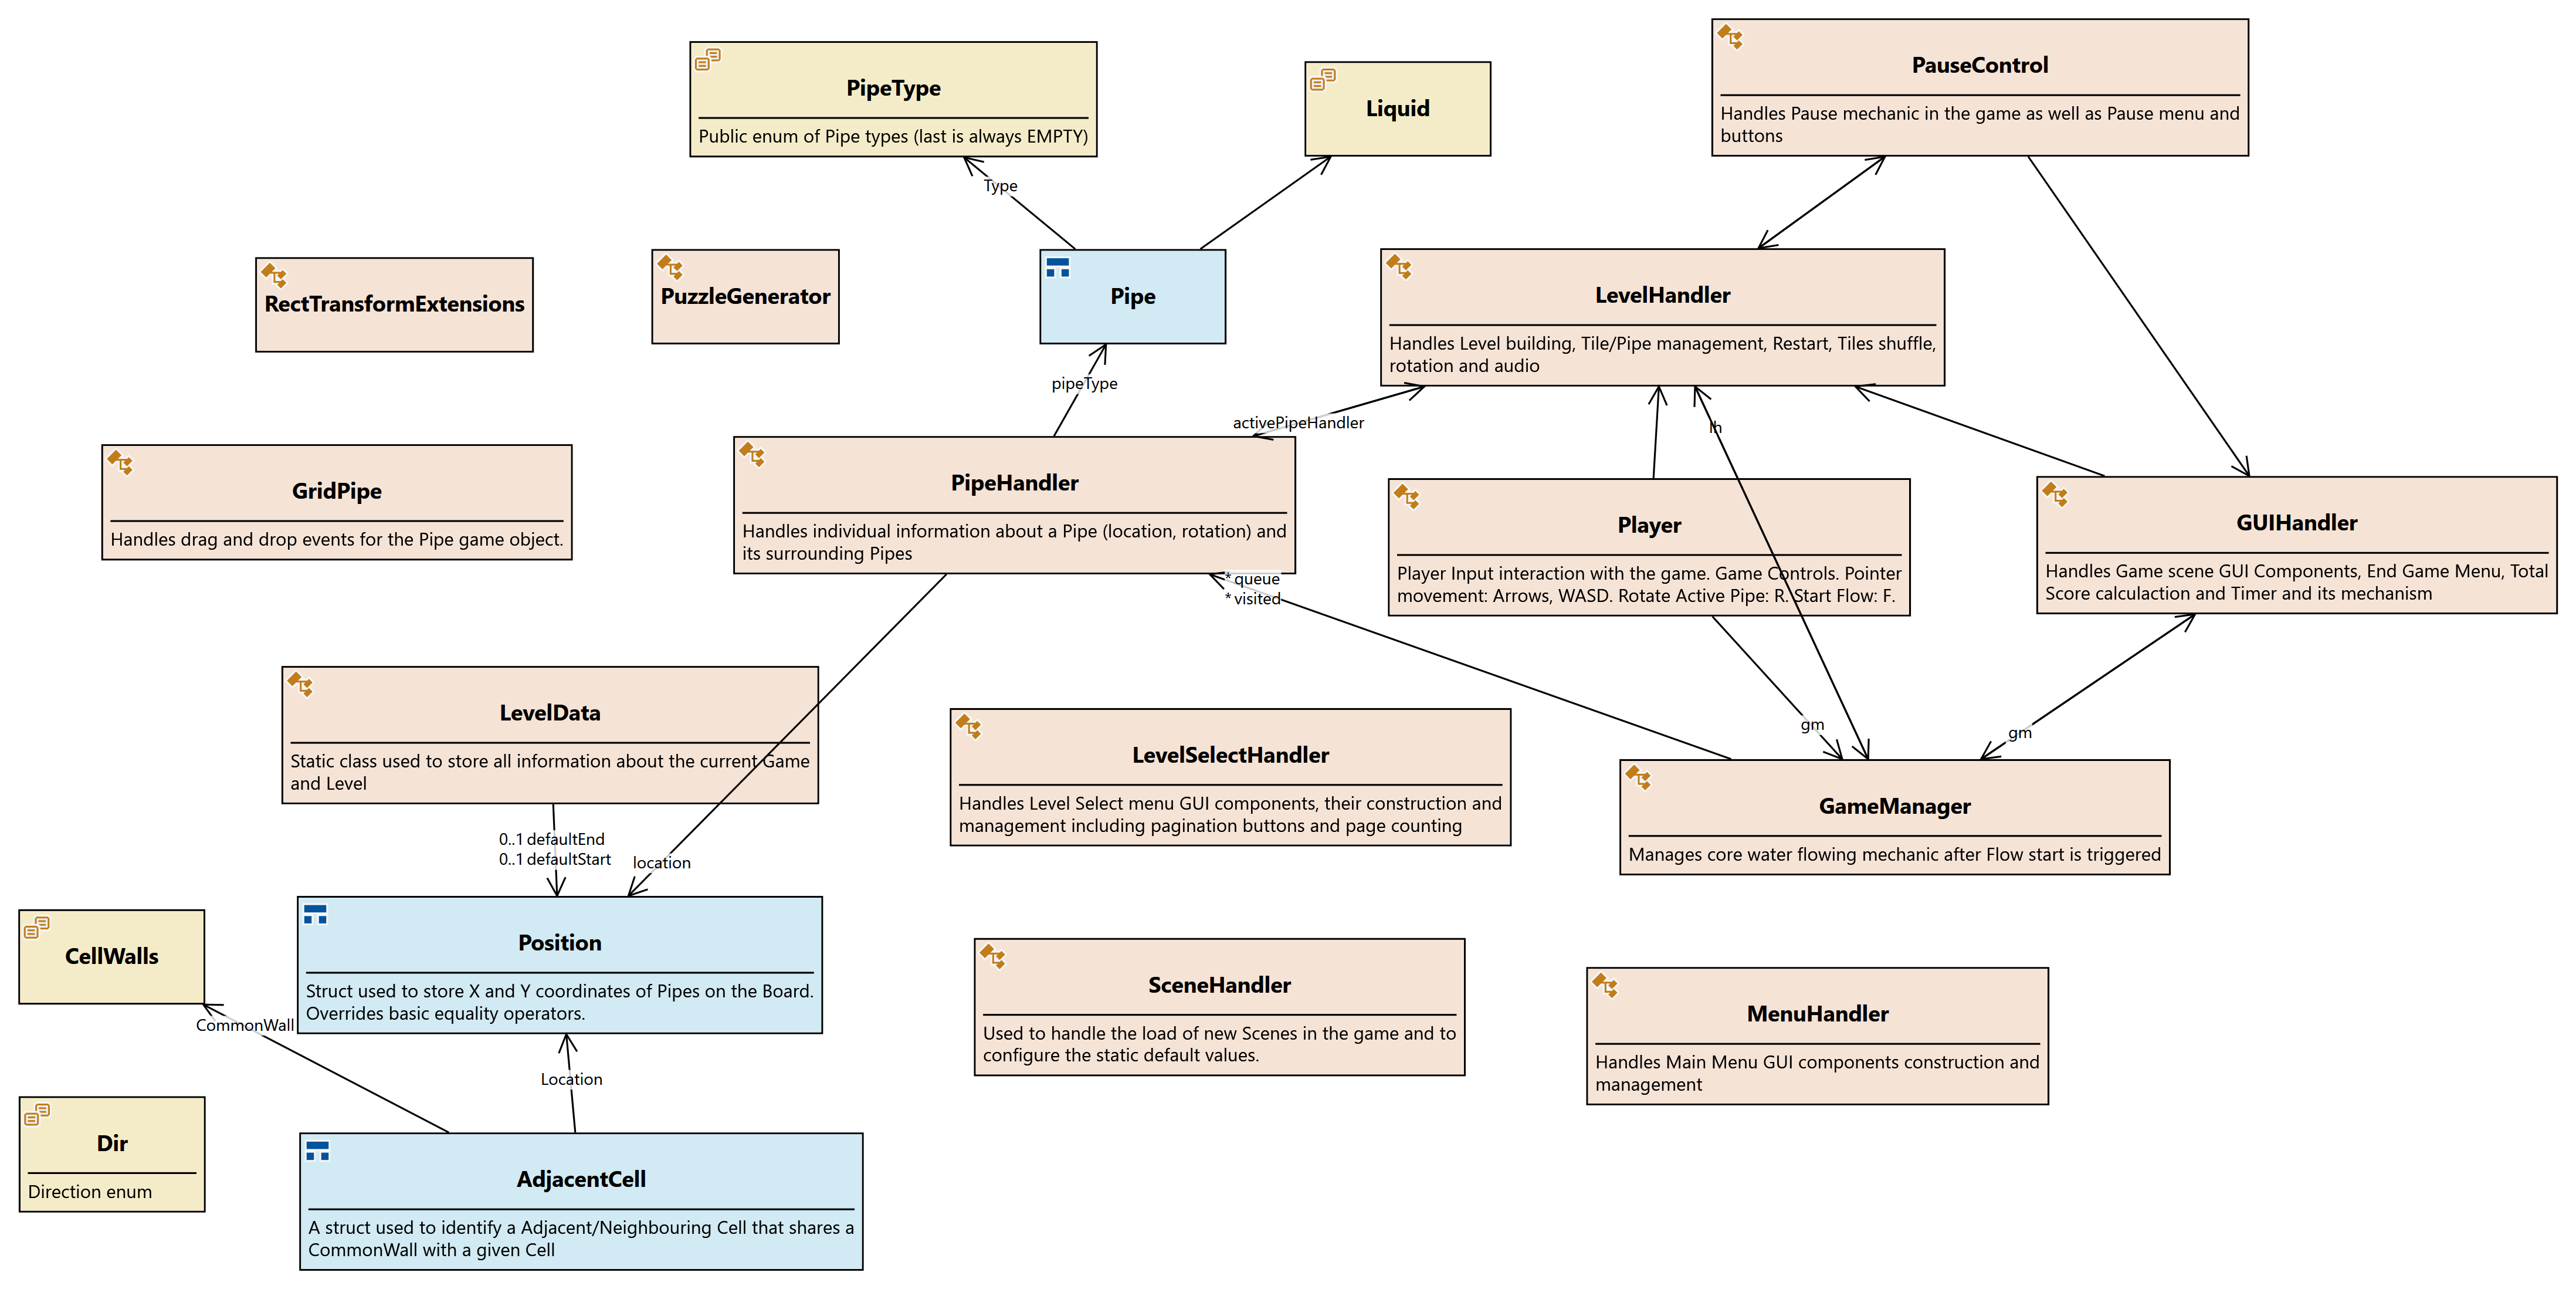 PipeType
Public enum of Pipe types (last is always EMPTY)
Liquid
PauseControl
Handles Pause mechanic in the game as well as Pause menu and
buttons
Type
RectTransformExtensions
PuzzleGenerator
Pipe
LevelHandler
Handles Level building, Tile/Pipe management, Restart, Tiles shuffle,
rotation and audio
pipeType
activePipeHandler
lh
GridPipe
Handles drag and drop events for the Pipe game object.
PipeHandler
Handles individual information about a Pipe (location, rotation) and
its surrounding Pipes
Player
Player Input interaction with the game. Game Controls. Pointer
movement: Arrows, WASD. Rotate Active Pipe: R. Start Flow: F.
GUIHandler
Handles Game scene GUI Components, End Game Menu, Total
Score calculaction and Timer and its mechanism
* queue
* visited
LevelData
Static class used to store all information about the current Game
and Level
LevelSelectHandler
Handles Level Select menu GUI components, their construction and
management including pagination buttons and page counting
gm
gm
GameManager
Manages core water flowing mechanic after Flow start is triggered
0..1 defaultEnd
0..1 defaultStart
location
CellWalls
Position
Struct used to store X and Y coordinates of Pipes on the Board.
Overrides basic equality operators.
SceneHandler
Used to handle the load of new Scenes in the game and to
configure the static default values.
MenuHandler
Handles Main Menu GUI components construction and
management
CommonWall
Location
Dir
Direction enum
AdjacentCell
A struct used to identify a Adjacent/Neighbouring Cell that shares a
CommonWall with a given Cell